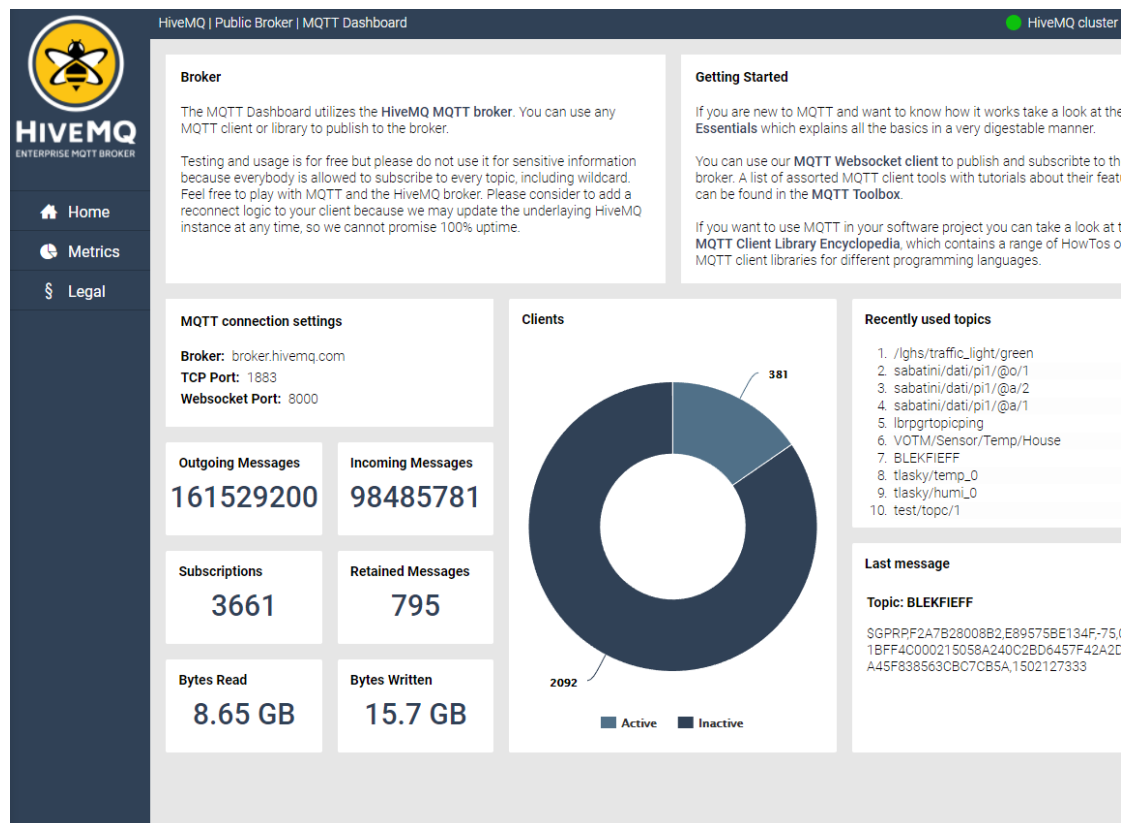 HiveMQ | Public Broker | MQTT Dashboard
HiveMQ cluster
HIVEMQ
ENTERPRISE MQTT BROKER
Home
Metrics
§ Legal
Broker
The MQTT Dashboard utilizes the HiveMQ MQTT broker. You can use any
MQTT client or library to publish to the broker.
Testing and usage is for free but please do not use it for sensitive information
because everybody is allowed to subscribe to every topic, including wildcard.
Feel free to play with MQTT and the HiveMQ broker. Please consider to add a
reconnect logic to your client because we may update the underlaying HiveMQ
instance at any time, so we cannot promise 100% uptime.
Getting Started
If you are new to MQTT and want to know how it works take a look at the
Essentials which explains all the basics in a very digestable manner.
You can use our MQTT Websocket client to publish and subscribte to th
broker. A list of assorted MQTT client tools with tutorials about their feat
can be found in the MQTT Toolbox.
If you want to use MQTT in your software project you can take a look at t
MQTT Client Library Encyclopedia, which contains a range of HowTos o
MQTT client libraries for different programming languages.
MQTT connection settings
Broker: broker.hivemq.com
TCP Port: 1883
Websocket Port: 8000
Outgoing Messages
161529200
Incoming Messages
98485781
Subscriptions
3661
Retained Messages
795
Bytes Read
8.65 GB
Bytes Written
15.7 GB
Clients
381
2092
Active
Inactive
Recently used topics
1. /lghs/traffic_light/green
2. sabatini/dati/pi1/@o/1
3. sabatini/dati/pi1/@a/2
4. sabatini/dati/pi1/@a/1
5. lbrpgrtopicping
6. VOTM/Sensor/Temp/House
7. BLEKFIEFF
8. tlasky/temp_0
9. tlasky/humi_0
10. test/topc/1
Last message
Topic: BLEKFIEFF
$GPRP,F2A7B28008B2,E89575BE134F,-75,0
1BFF4C000215058A240C2BD6457F42A2D
A45F838563CBC7CB5A,1502127333